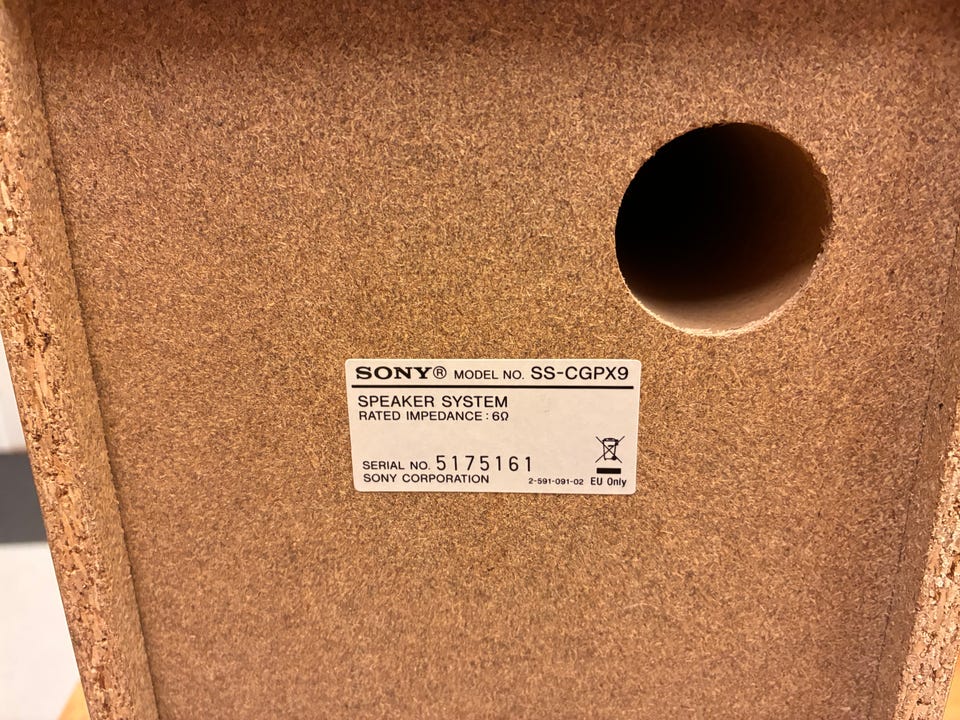 SONY® MODEL NO. SS-CGPX9
SPEAKER SYSTEM
RATED IMPEDANCE : 6Ω
SERIAL NO. 5175161
SONY CORPORATION 2-591-091-02 EU Only